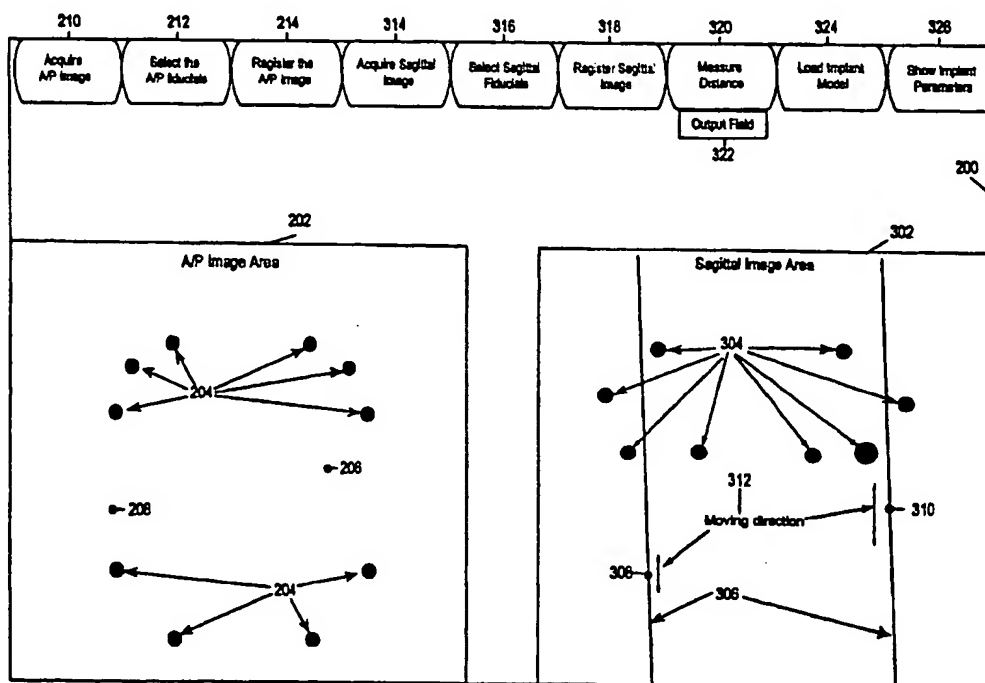 210 212 214 314 316 318 320 324 326
Acquire A/P Image
Select the A/P fiducials
Register the A/P Image
Acquire Sagittal Image
Select Sagittal Fiducials
Register Sagittal Image
Measure Distance
Load Implant Model
Show Implant Parameters
Output Field
322
200
202
302
A/P Image Area
Sagittal Image Area
204
304
206
208
312
Moving direction
310
308
204
306